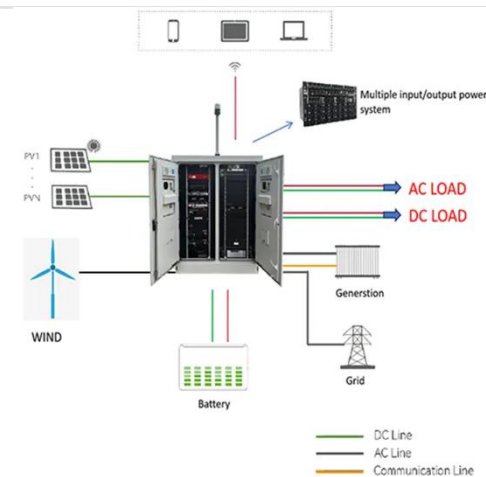 Multiple input/output power
system
PV1
PVN
AC LOAD
DC LOAD
WIND
Generstion
Grid
Battery
DC Line
AC Line
Communication Line